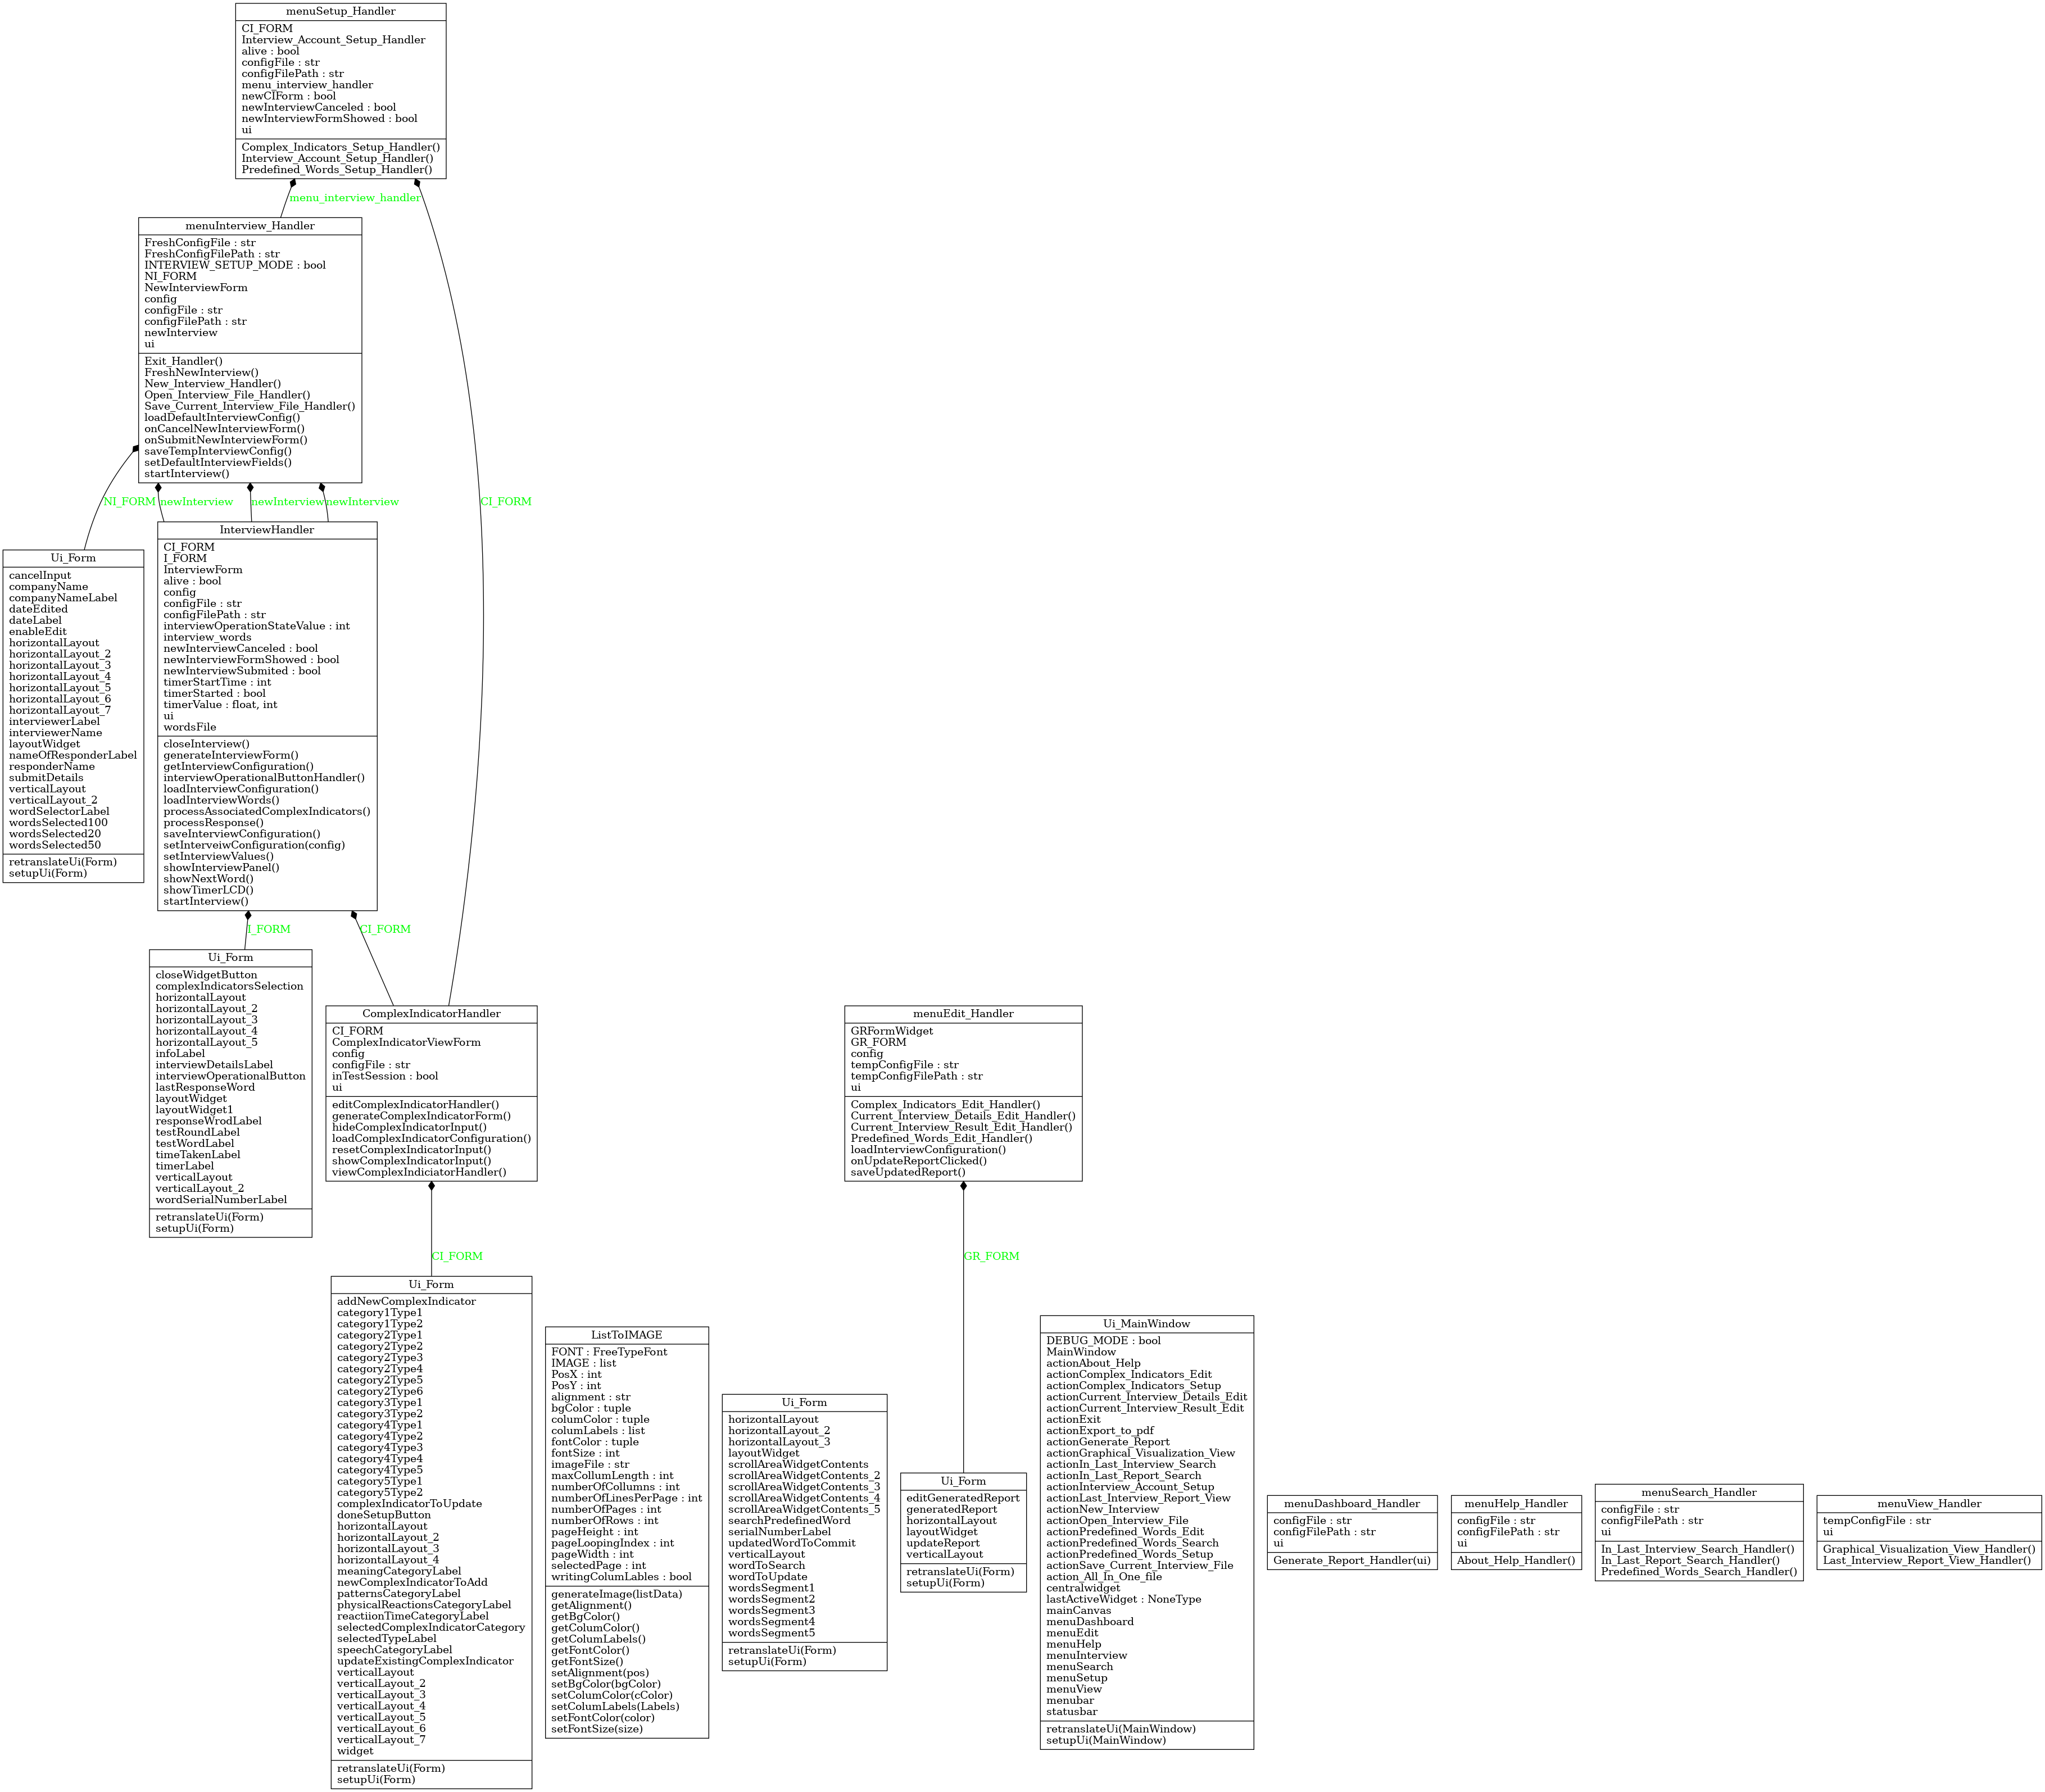 menuSetup_Handler
CI_FORM
Interview_Account_Setup_Handler
alive : bool
configFile : str
configFilePath : str
menu_interview_handler
newCIForm : bool
newInterviewCanceled : bool
newInterviewFormShowed : bool
ui
Complex_Indicators_Setup_Handler()
Interview_Account_Setup_Handler()
Predefined_Words_Setup_Handler()
menu_interview_handler
menuInterview_Handler
FreshConfigFile : str
FreshConfigFilePath : str
INTERVIEW_SETUP_MODE : bool
NI_FORM
NewInterviewForm
config
configFile : str
configFilePath : str
newInterview
ui
Exit_Handler()
FreshNewInterview()
New_Interview_Handler()
Open_Interview_File_Handler()
Save_Current_Interview_File_Handler()
loadDefaultInterviewConfig()
onCancelNewInterviewForm()
onSubmitNewInterviewForm()
saveTempInterviewConfig()
setDefaultInterviewFields()
startInterview()
NI_FORM
newInterview
newInterview
newInterview
CI_FORM
Ui_Form
cancelInput
companyName
companyNameLabel
dateEdited
dateLabel
enableEdit
horizontalLayout
horizontalLayout_2
horizontalLayout_3
horizontalLayout_4
horizontalLayout_5
horizontalLayout_6
horizontalLayout_7
interviewerLabel
interviewerName
layoutWidget
nameOfResponderLabel
responderName
submitDetails
verticalLayout
verticalLayout_2
wordSelectorLabel
wordsSelected100
wordsSelected20
wordsSelected50
retranslateUi(Form)
setupUi(Form)
InterviewHandler
CI_FORM
I_FORM
InterviewForm
alive : bool
config
configFile : str
configFilePath : str
interviewOperationStateValue : int
interview_words
newInterviewCanceled : bool
newInterviewFormShowed : bool
newInterviewSubmited : bool
timerStartTime : int
timerStarted : bool
timerValue : float, int
ui
wordsFile
closeInterview()
generateInterviewForm()
getInterviewConfiguration()
interviewOperationalButtonHandler()
loadInterviewConfiguration()
loadInterviewWords()
processAssociatedComplexIndicators()
processResponse()
saveInterviewConfiguration()
setInterveiwConfiguration(config)
setInterviewValues()
showInterviewPanel()
showNextWord()
showTimerLCD()
startInterview()
I_FORM
CI_FORM
Ui_Form
closeWidgetButton
complexIndicatorsSelection
horizontalLayout
horizontalLayout_2
horizontalLayout_3
horizontalLayout_4
horizontalLayout_5
infoLabel
interviewDetailsLabel
interviewOperationalButton
lastResponseWord
layoutWidget
layoutWidget1
responseWrodLabel
testRoundLabel
testWordLabel
timeTakenLabel
timerLabel
verticalLayout
verticalLayout_2
wordSerialNumberLabel
retranslateUi(Form)
setupUi(Form)
ComplexIndicatorHandler
CI_FORM
ComplexIndicatorViewForm
config
configFile : str
inTestSession : bool
ui
editComplexIndicatorHandler()
generateComplexIndicatorForm()
hideComplexIndicatorInput()
loadComplexIndicatorConfiguration()
resetComplexIndicatorInput()
showComplexIndicatorInput()
viewComplexIndiciatorHandler()
menuEdit_Handler
GRFormWidget
GR_FORM
config
tempConfigFile : str
tempConfigFilePath : str
ui
Complex_Indicators_Edit_Handler()
Current_Interview_Details_Edit_Handler()
Current_Interview_Result_Edit_Handler()
Predefined_Words_Edit_Handler()
loadInterviewConfiguration()
onUpdateReportClicked()
saveUpdatedReport()
CI_FORM
GR_FORM
Ui_Form
addNewComplexIndicator
category1Type1
category1Type2
category2Type1
category2Type2
category2Type3
category2Type4
category2Type5
category2Type6
category3Type1
category3Type2
category4Type1
category4Type2
category4Type3
category4Type4
category4Type5
category5Type1
category5Type2
complexIndicatorToUpdate
doneSetupButton
horizontalLayout
horizontalLayout_2
horizontalLayout_3
horizontalLayout_4
meaningCategoryLabel
newComplexIndicatorToAdd
patternsCategoryLabel
physicalReactionsCategoryLabel
reactiionTimeCategoryLabel
selectedComplexIndicatorCategory
selectedTypeLabel
speechCategoryLabel
updateExistingComplexIndicator
verticalLayout
verticalLayout_2
verticalLayout_3
verticalLayout_4
verticalLayout_5
verticalLayout_6
verticalLayout_7
widget
retranslateUi(Form)
setupUi(Form)
ListToIMAGE
FONT : FreeTypeFont
IMAGE : list
PosX : int
PosY : int
alignment : str
bgColor : tuple
columColor : tuple
columLabels : list
fontColor : tuple
fontSize : int
imageFile : str
maxCollumLength : int
numberOfCollumns : int
numberOfLinesPerPage : int
numberOfPages : int
numberOfRows : int
pageHeight : int
pageLoopingIndex : int
pageWidth : int
selectedPage : int
writingColumLables : bool
generateImage(listData)
getAlignment()
getBgColor()
getColumColor()
getColumLabels()
getFontColor()
getFontSize()
setAlignment(pos)
setBgColor(bgColor)
setColumColor(cColor)
setColumLabels(Labels)
setFontColor(color)
setFontSize(size)
Ui_Form
horizontalLayout
horizontalLayout_2
horizontalLayout_3
layoutWidget
scrollAreaWidgetContents
scrollAreaWidgetContents_2
scrollAreaWidgetContents_3
scrollAreaWidgetContents_4
scrollAreaWidgetContents_5
searchPredefinedWord
serialNumberLabel
updatedWordToCommit
verticalLayout
wordToSearch
wordToUpdate
wordsSegment1
wordsSegment2
wordsSegment3
wordsSegment4
wordsSegment5
retranslateUi(Form)
setupUi(Form)
Ui_Form
editGeneratedReport
generatedReport
horizontalLayout
layoutWidget
updateReport
verticalLayout
retranslateUi(Form)
setupUi(Form)
Ui_MainWindow
DEBUG_MODE : bool
MainWindow
actionAbout_Help
actionComplex_Indicators_Edit
actionComplex_Indicators_Setup
actionCurrent_Interview_Details_Edit
actionCurrent_Interview_Result_Edit
actionExit
actionExport_to_pdf
actionGenerate_Report
actionGraphical_Visualization_View
actionIn_Last_Interview_Search
actionIn_Last_Report_Search
actionInterview_Account_Setup
actionLast_Interview_Report_View
actionNew_Interview
actionOpen_Interview_File
actionPredefined_Words_Edit
actionPredefined_Words_Search
actionPredefined_Words_Setup
actionSave_Current_Interview_File
action_All_In_One_file
centralwidget
lastActiveWidget : NoneType
mainCanvas
menuDashboard
menuEdit
menuHelp
menuInterview
menuSearch
menuSetup
menuView
menubar
statusbar
retranslateUi(MainWindow)
setupUi(MainWindow)
menuDashboard_Handler
configFile : str
configFilePath : str
ui
Generate_Report_Handler(ui)
menuHelp_Handler
configFile : str
configFilePath : str
ui
About_Help_Handler()
menuSearch_Handler
configFile : str
configFilePath : str
ui
In_Last_Interview_Search_Handler()
In_Last_Report_Search_Handler()
Predefined_Words_Search_Handler()
menuView_Handler
tempConfigFile : str
ui
Graphical_Visualization_View_Handler()
Last_Interview_Report_View_Handler()